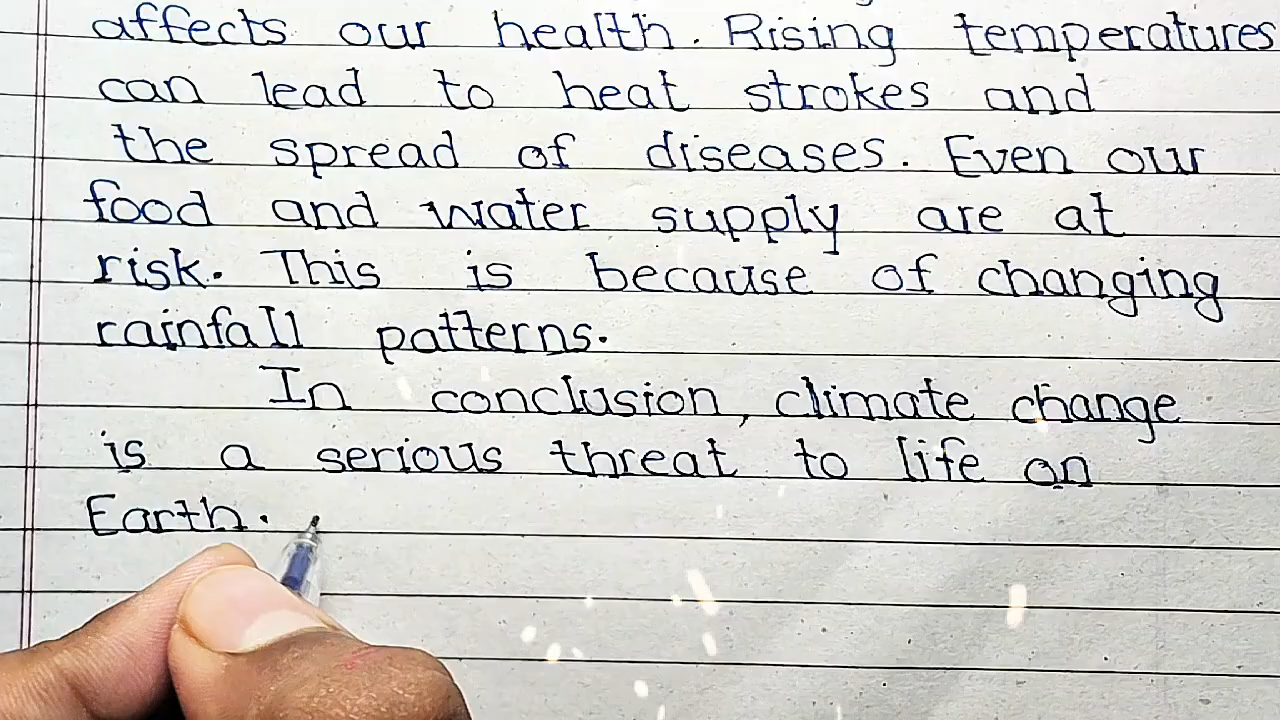 affects our health. Rising temperatures
can lead to heat strokes and
the spread of diseases. Even our
food and water supply are at
risk. This is because of changing
rainfall patterns.
In conclusion, climate change
is a serious threat to life on
Earth.